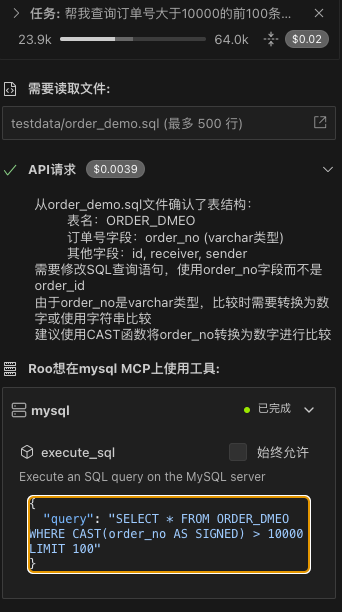 任务: 帮我查询订单号大于10000的前100条...
23.9k 64.0k $0.02
需要读取文件:
testdata/order_demo.sql (最多 500 行)
API请求 $0.0039
从order_demo.sql文件确认了表结构：
表名：ORDER_DMEO
订单号字段：order_no (varchar类型)
其他字段：id, receiver, sender
需要修改SQL查询语句，使用order_no字段而不是
order_id
由于order_no是varchar类型，比较时需要转换为数
字或使用字符串比较
建议使用CAST函数将order_no转换为数字进行比较
Roo想在mysql MCP上使用工具:
mysql 已完成
execute_sql 始终允许
Execute an SQL query on the MySQL server
{
"query": "SELECT * FROM ORDER_DMEO
WHERE CAST(order_no AS SIGNED) > 10000
LIMIT 100"
}